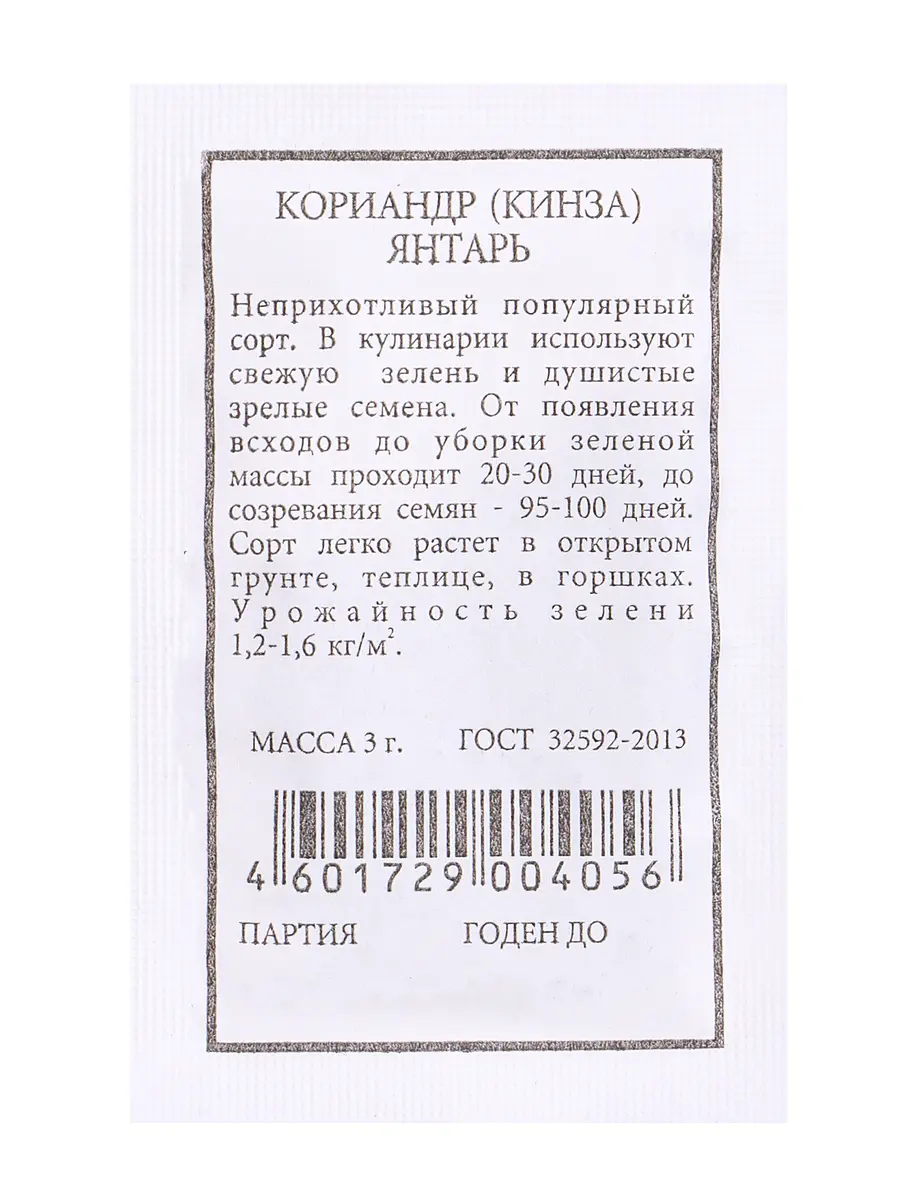 КОРИАНДР (КИНЗА)
ЯНТАРЬ
Неприхотливый популярный
сорт. В кулинарии используют
свежую зелень и душистые
зрелые семена. От появления
всходов до уборки зеленой
массы проходит 20-30 дней, до
созревания семян - 95-100 дней.
Сорт легко растет в открытом
грунте, теплице, в горшках.
Урожайность зелени
1,2-1,6 кг/м².
МАССА 3 г. ГОСТ 32592-2013
4 601729 004056
ПАРТИЯ ГОДЕН ДО